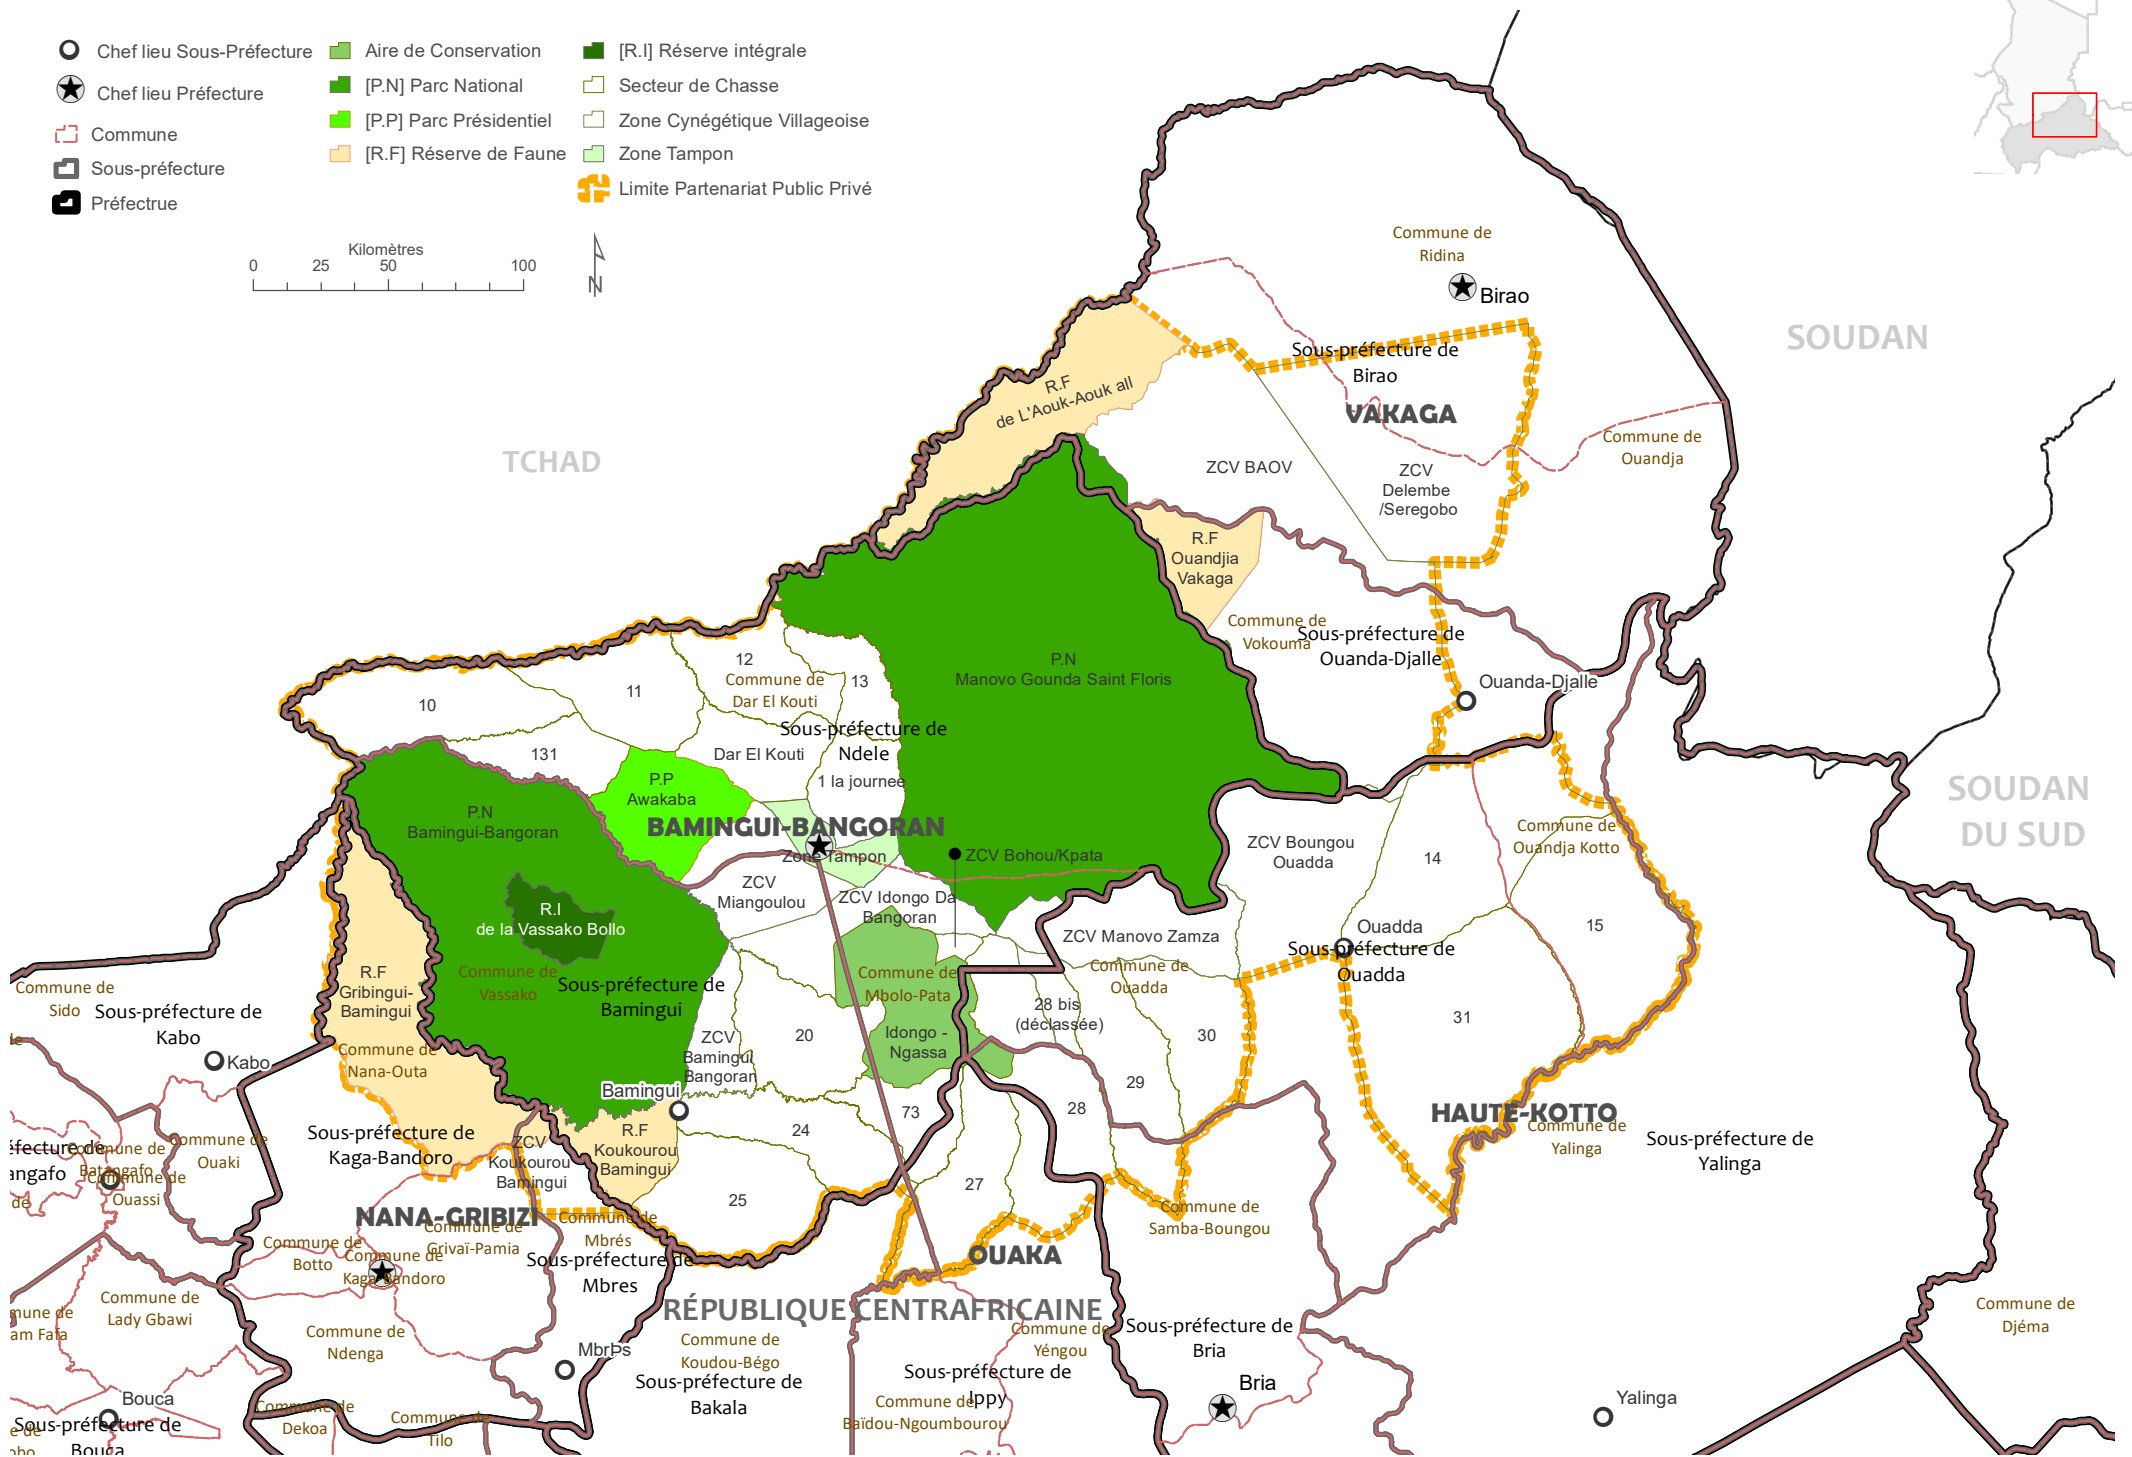 Chef lieu Sous-Préfecture
Chef lieu Préfecture
Commune
Sous-préfecture
Préfectrue
Aire de Conservation
[P.N] Parc National
[P.P] Parc Présidentiel
[R.F] Réserve de Faune
[R.I] Réserve intégrale
Secteur de Chasse
Zone Cynégétique Villageoise
Zone Tampon
Limite Partenariat Public Privé
Kilomètres
0 25 50 100
N
Commune de
Ridina
Birao
SOUDAN
Sous-préfecture de
Birao
VAKAGA
R.F
de L'Aouk-Aouk all
TCHAD
Commune de
Ouandja
ZCV BAOV
ZCV
Delembe
/Seregobo
R.F
Ouandjia
Vakaga
Commune de
Vokouma
Sous-préfecture de
Ouanda-Djalle
Ouanda-Djalle
P.N
Manovo Gounda Saint Floris
12
Commune de
Dar El Kouti
13
11
10
131
Sous-préfecture de
Ndele
Dar El Kouti
1 la journee
P.P
Awakaba
P.N
Bamingui-Bangoran
BAMINGUI-BANGORAN
Zone Tampon
ZCV Bohou/Kpata
ZCV Boungou
Ouadda
14
Commune de
Ouandja Kotto
SOUDAN
DU SUD
ZCV
Miangoulou
ZCV Idongo Da
Bangoran
R.I
de la Vassako Bollo
ZCV Manovo Zamza
Ouadda
Sous-préfecture de
Ouadda
15
Commune de
Ouadda
Commune de
Vassako
Sous-préfecture de
Bamingui
Commune de
Mbolo-Pata
R.F
Gribingui-
Bamingui
Commune de
Sido
Sous-préfecture de
Kabo
Kabo
28 bis
(déclassée)
30
31
20
Idongo -
Ngassa
ZCV
Bamingui
Bangoran
Commune de
Nana-Outa
Bamingui
29
28
73
24
HAUTE-KOTTO
Commune de
Yalinga
Sous-préfecture de
Yalinga
Sous-préfecture de
Kaga-Bandoro
ZCV
Koukourou
Bamingui
R.F
Koukourou
Bamingui
Commune de
Ouaki
éfecture de
angafo
Commune de
Batangafo
Commune de
Ouassi
de
27
25
Commune de
Samba-Boungou
NANA-GRIBIZI
Commune de
Grivaï-Pamia
Commune de
Mbrés
Sous-préfecture de
Mbres
Commune de
Botto
Commune de
Kaga-Bandoro
OUAKA
RÉPUBLIQUE CENTRAFRICAINE
Commune de
Lady Gbawi
mune de
am Fafa
Commune de
Ndenga
MbrÞs
Commune de
Koudou-Bégo
Sous-préfecture de
Bakala
Commune de
Yéngou
Sous-préfecture de
Ippy
Commune de
Baïdou-Ngoumbourou
Sous-préfecture de
Bria
Bria
Commune de
Djéma
Yalinga
Bouca
Sous-préfecture de
Bouca
Commune de
Dekoa
Commune de
Tilo